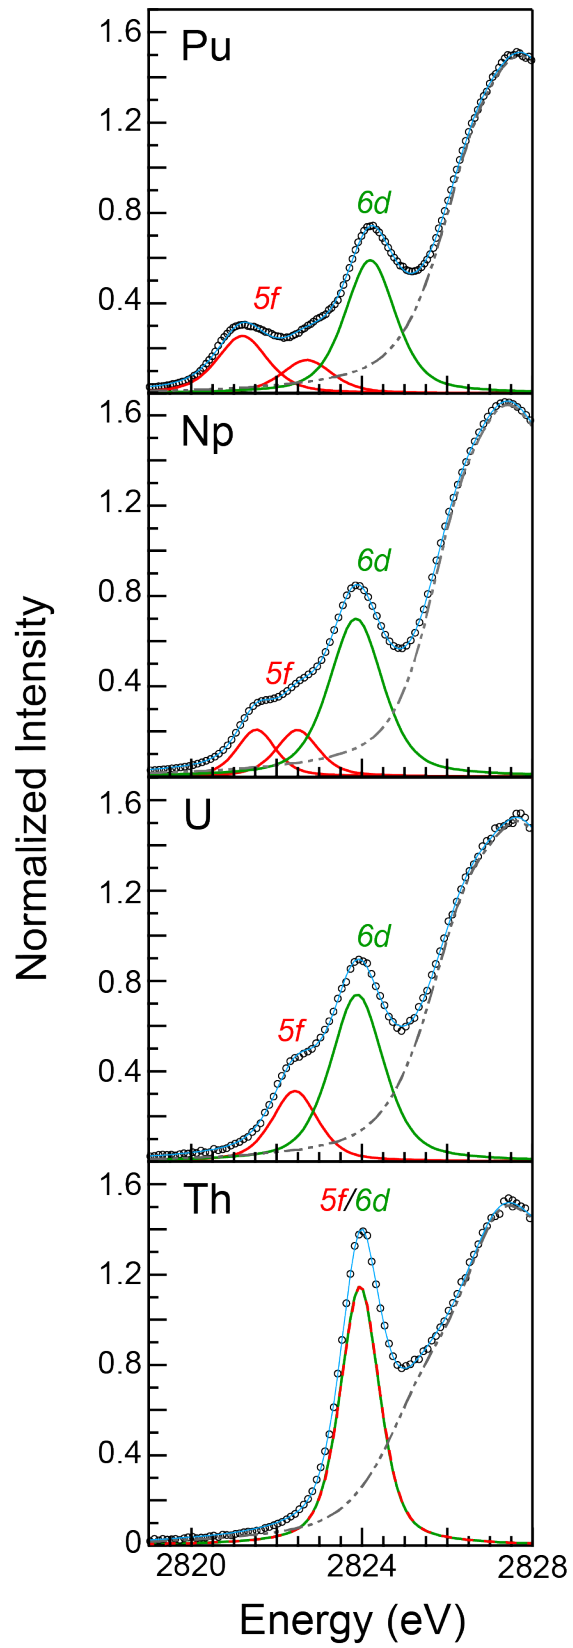 1.6
Pu
1.2
6d
0.8
5f
0.4
1.6
Np
1.2
6d
0.8
5f
0.4
Normalized Intensity
1.6
U
1.2
6d
0.8
5f
0.4
5f/6d
1.6
Th
1.2
0.8
0.4
0
2820 2824 2828
Energy (eV)